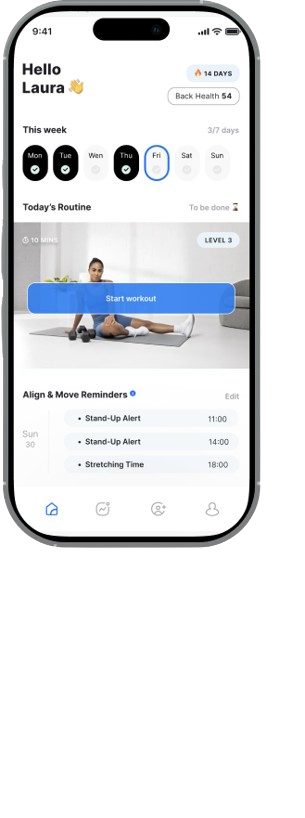 9:41
Hello
Laura 👋
🔥 14 DAYS
Back Health 54
This week
3/7 days
Mon Tue Wen Thu Fri Sat Sun
Today's Routine
To be done ⌛
10 MINS
LEVEL 3
Start workout
Align & Move Reminders
Edit
Sun
30
• Stand-Up Alert 11:00
• Stand-Up Alert 14:00
• Stretching Time 18:00